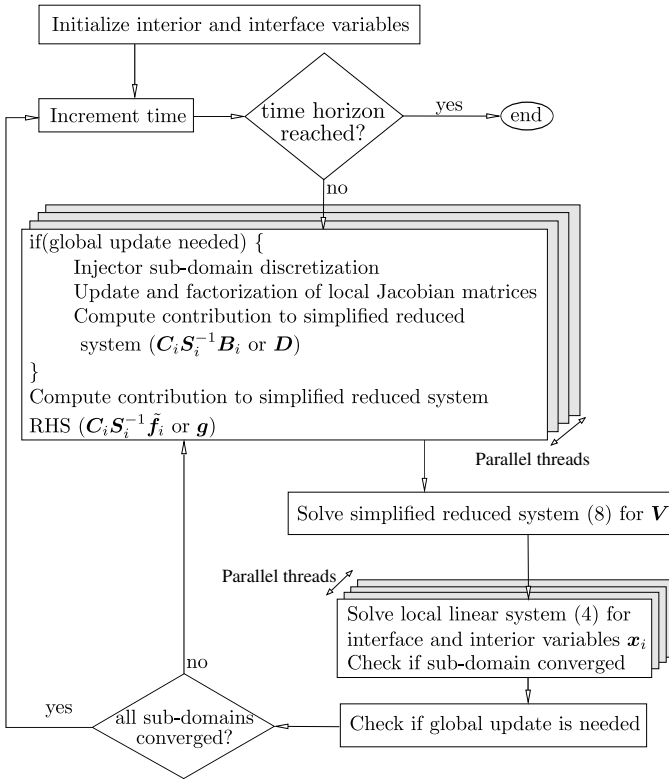 Initialize interior and interface variables
Increment time
time horizon
reached?
yes
end
no
if(global update needed) {
Injector sub-domain discretization
Update and factorization of local Jacobian matrices
Compute contribution to simplified reduced
system (C_i S_i^{-1} B_i or D)
}
Compute contribution to simplified reduced system
RHS (C_i S_i^{-1} f̃_i or g)
Parallel threads
Solve simplified reduced system (8) for V
Parallel threads
Solve local linear system (4) for
interface and interior variables x_i
Check if sub-domain converged
Check if global update is needed
all sub-domains
converged?
no
yes